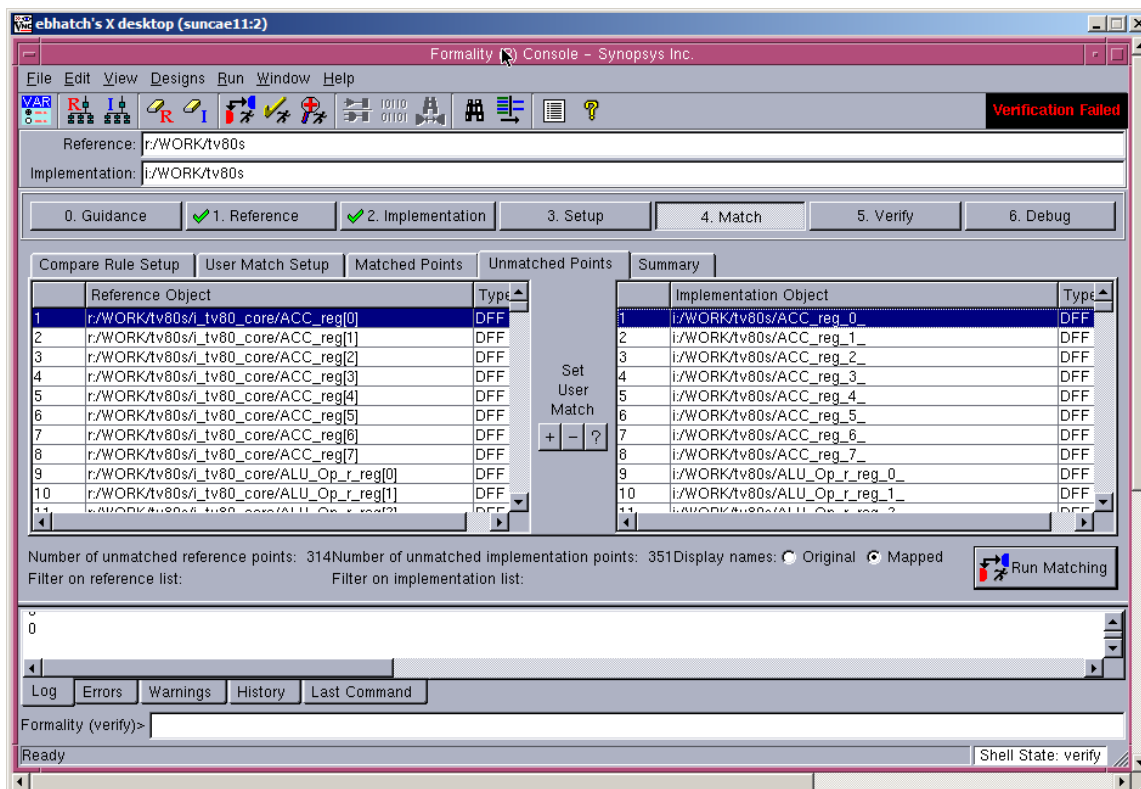 ebhatch's X desktop (suncae11:2)
Formality (R) Console - Synopsys Inc.
File Edit View Designs Run Window Help
VAR R I R I 10110 01101 Verification Failed
Reference: r:/WORK/tv80s
Implementation: i:/WORK/tv80s
0. Guidance 1. Reference 2. Implementation 3. Setup 4. Match 5. Verify 6. Debug
Compare Rule Setup User Match Setup Matched Points Unmatched Points Summary
Reference Object Type Implementation Object Type
1 r:/WORK/tv80s/i_tv80_core/ACC_reg[0] DFF 1 i:/WORK/tv80s/ACC_reg_0_ DFF
2 r:/WORK/tv80s/i_tv80_core/ACC_reg[1] DFF 2 i:/WORK/tv80s/ACC_reg_1_ DFF
3 r:/WORK/tv80s/i_tv80_core/ACC_reg[2] DFF 3 i:/WORK/tv80s/ACC_reg_2_ DFF
4 r:/WORK/tv80s/i_tv80_core/ACC_reg[3] DFF 4 i:/WORK/tv80s/ACC_reg_3_ DFF
5 r:/WORK/tv80s/i_tv80_core/ACC_reg[4] DFF 5 i:/WORK/tv80s/ACC_reg_4_ DFF
6 r:/WORK/tv80s/i_tv80_core/ACC_reg[5] DFF 6 i:/WORK/tv80s/ACC_reg_5_ DFF
7 r:/WORK/tv80s/i_tv80_core/ACC_reg[6] DFF 7 i:/WORK/tv80s/ACC_reg_6_ DFF
8 r:/WORK/tv80s/i_tv80_core/ACC_reg[7] DFF 8 i:/WORK/tv80s/ACC_reg_7_ DFF
9 r:/WORK/tv80s/i_tv80_core/ALU_Op_r_reg[0] DFF 9 i:/WORK/tv80s/ALU_Op_r_reg_0_ DFF
10 r:/WORK/tv80s/i_tv80_core/ALU_Op_r_reg[1] DFF 10 i:/WORK/tv80s/ALU_Op_r_reg_1_ DFF
Set
User
Match
+ - ?
Number of unmatched reference points: 314 Number of unmatched implementation points: 351 Display names: Original Mapped
Filter on reference list: Filter on implementation list:
Run Matching
0
Log Errors Warnings History Last Command
Formality (verify)>
Ready Shell State: verify